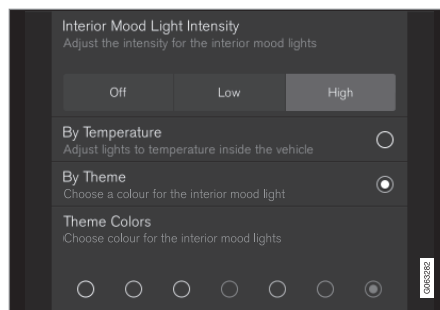 Interior Mood Light Intensity
Adjust the intensity for the interior mood lights
Off Low High
By Temperature
Adjust lights to temperature inside the vehicle
By Theme
Choose a colour for the interior mood light
Theme Colors
Choose colour for the interior mood lights
G063282